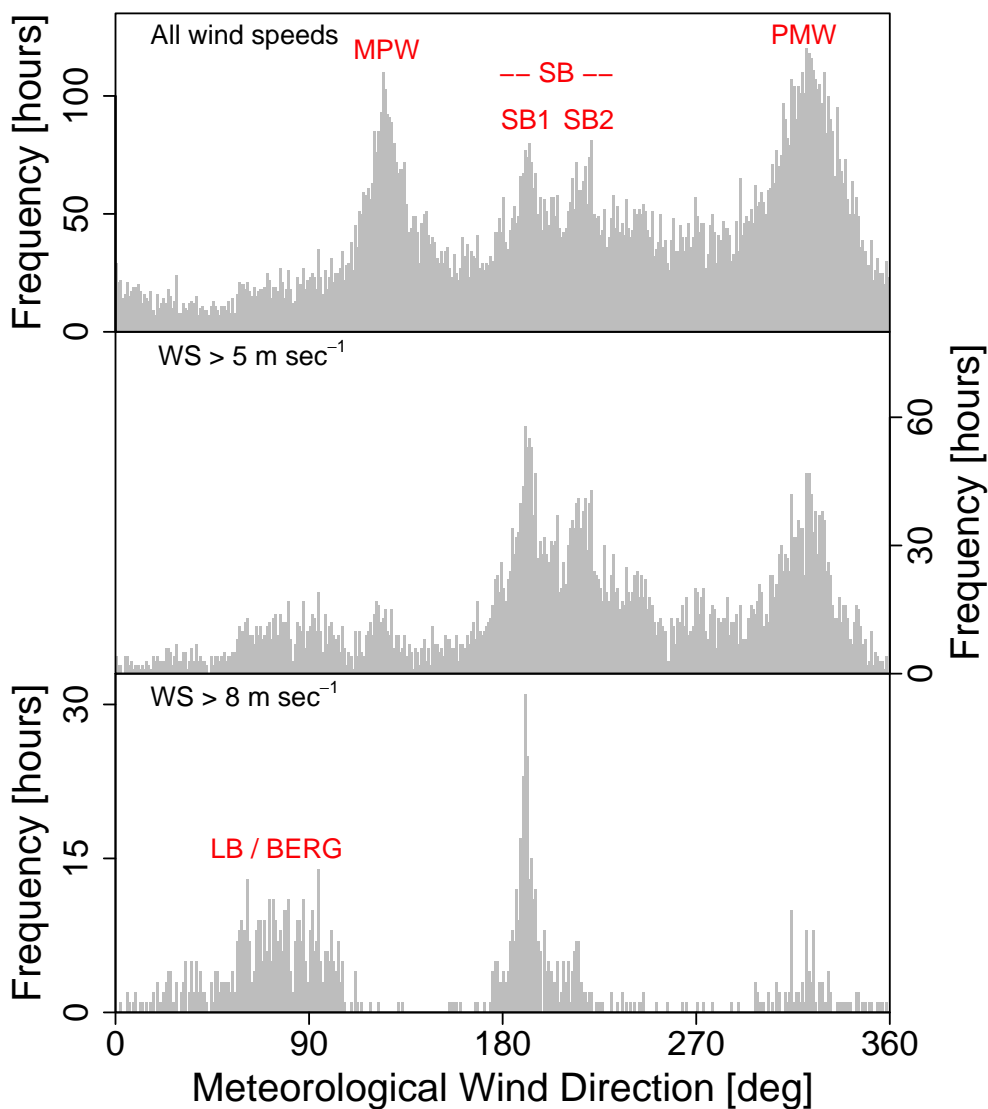 All wind speeds
MPW
PMW
−− SB −−
SB1 SB2
Frequency [hours]
0 50 100
WS > 5 m sec⁻¹
Frequency [hours]
0 30 60
WS > 8 m sec⁻¹
LB / BERG
Frequency [hours]
0 15 30
0 90 180 270 360
Meteorological Wind Direction [deg]